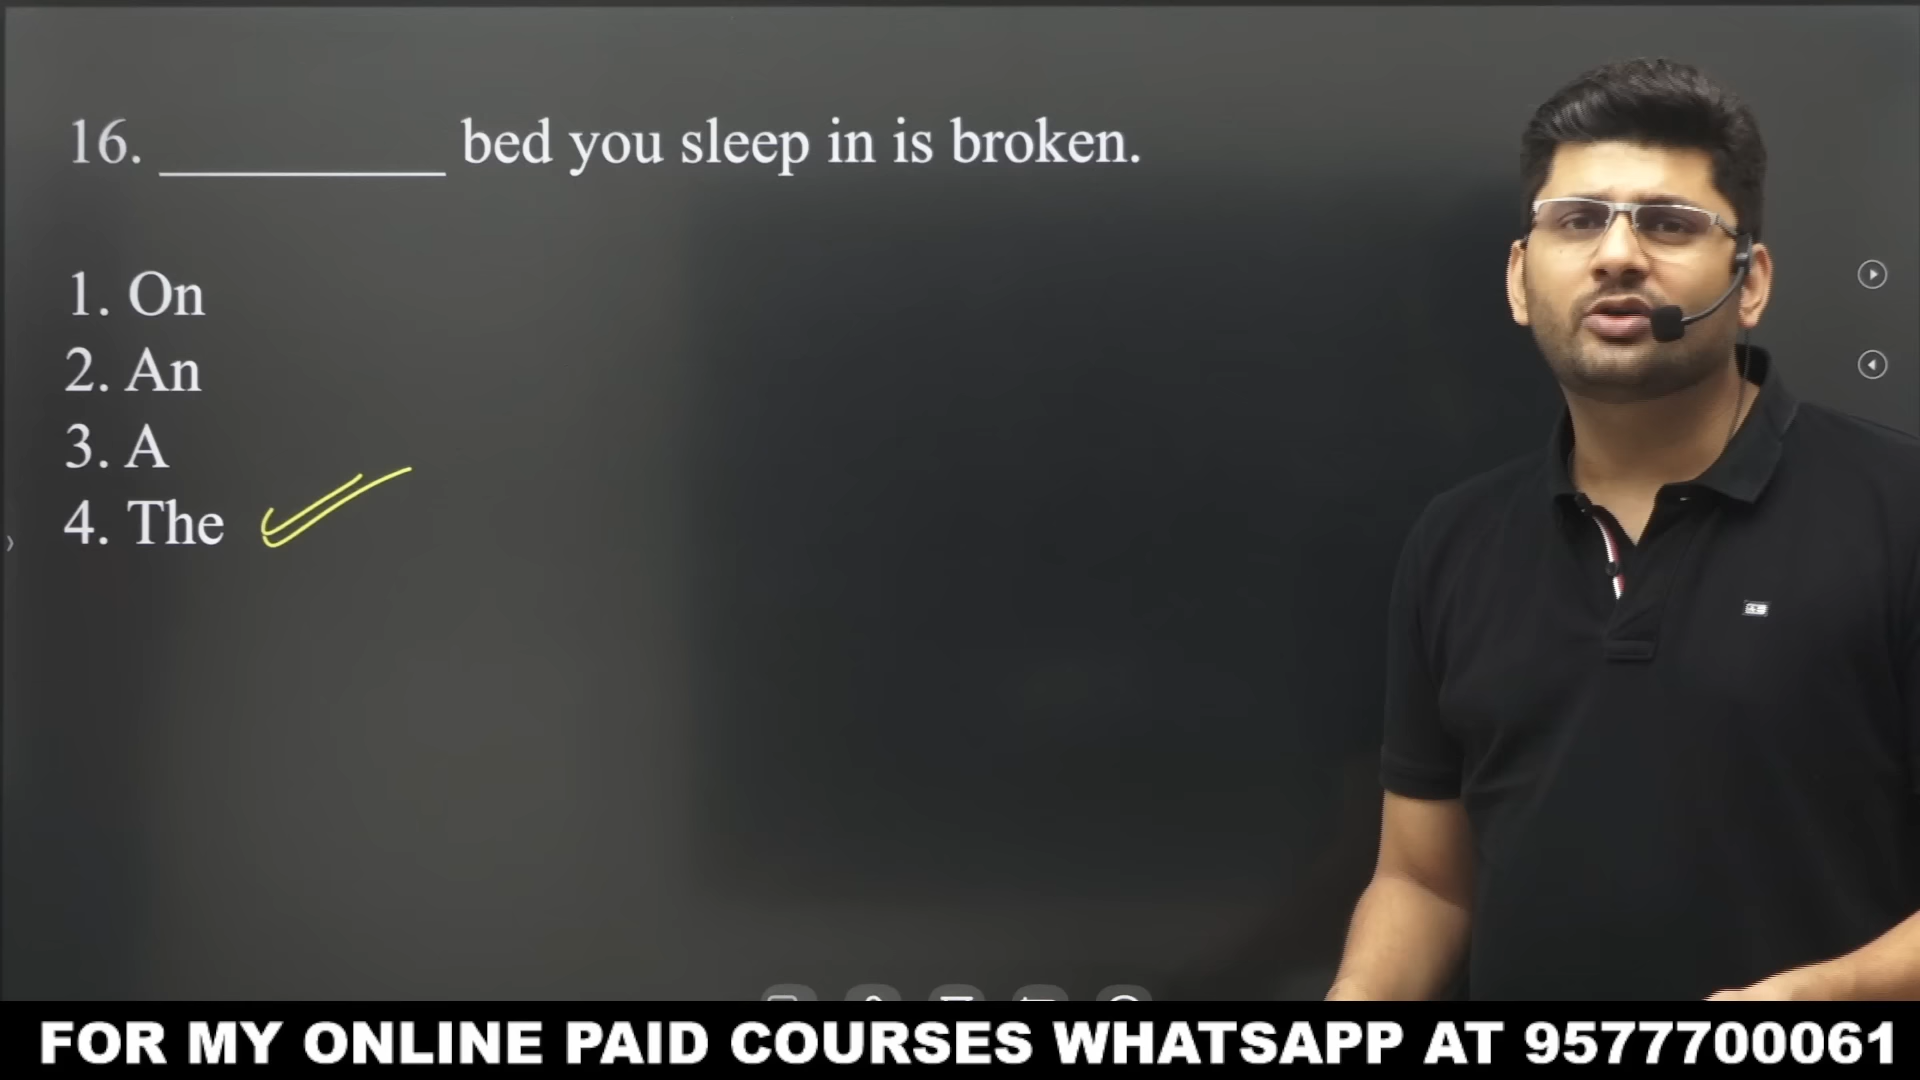 16. __________ bed you sleep in is broken.
1. On
2. An
3. A
4. The
FOR MY ONLINE PAID COURSES WHATSAPP AT 9577700061